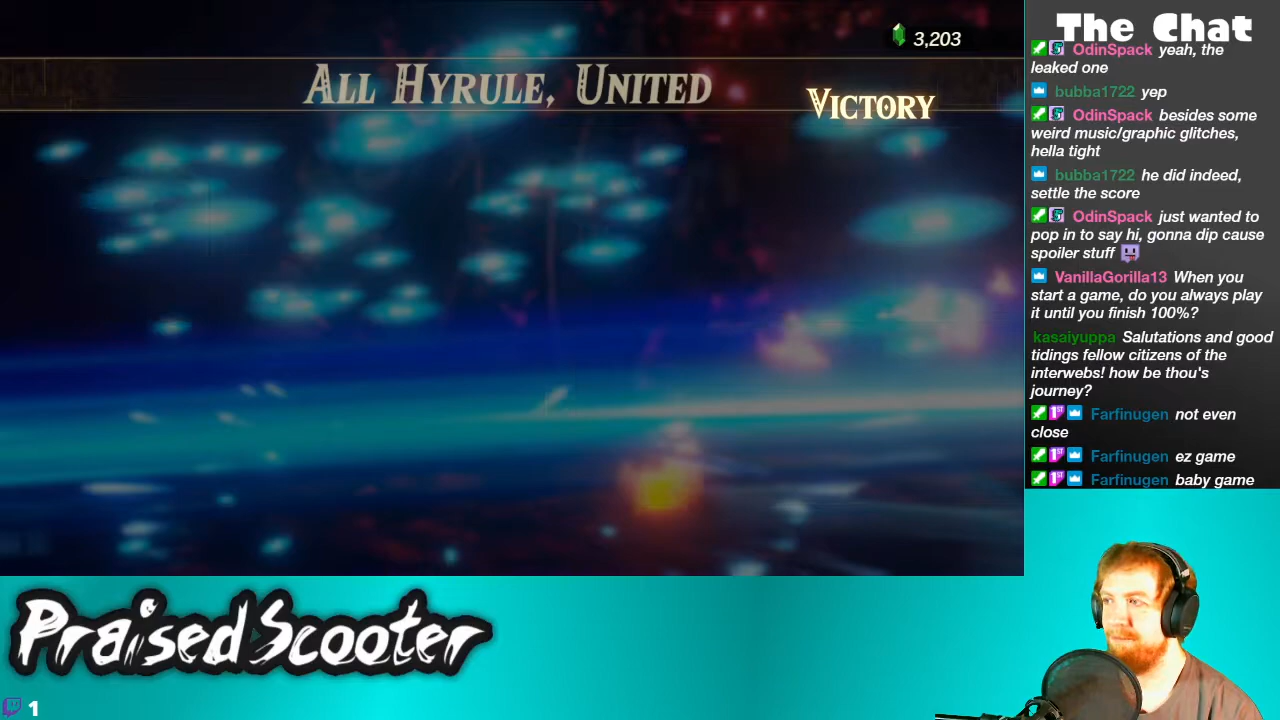 3,203
ALL HYRULE, UNITED
VICTORY
The Chat
OdinSpack yeah, the
leaked one
bubba1722 yep
OdinSpack besides some
weird music/graphic glitches,
hella tight
bubba1722 he did indeed,
settle the score
OdinSpack just wanted to
pop in to say hi, gonna dip cause
spoiler stuff
VanillaGorilla13 When you
start a game, do you always play
it until you finish 100%?
kasaiyuppa Salutations and good
tidings fellow citizens of the
interwebs! how be thou's
journey?
1ST Farfinugen not even
close
1ST Farfinugen ez game
1ST Farfinugen baby game
PraisedScooter
1